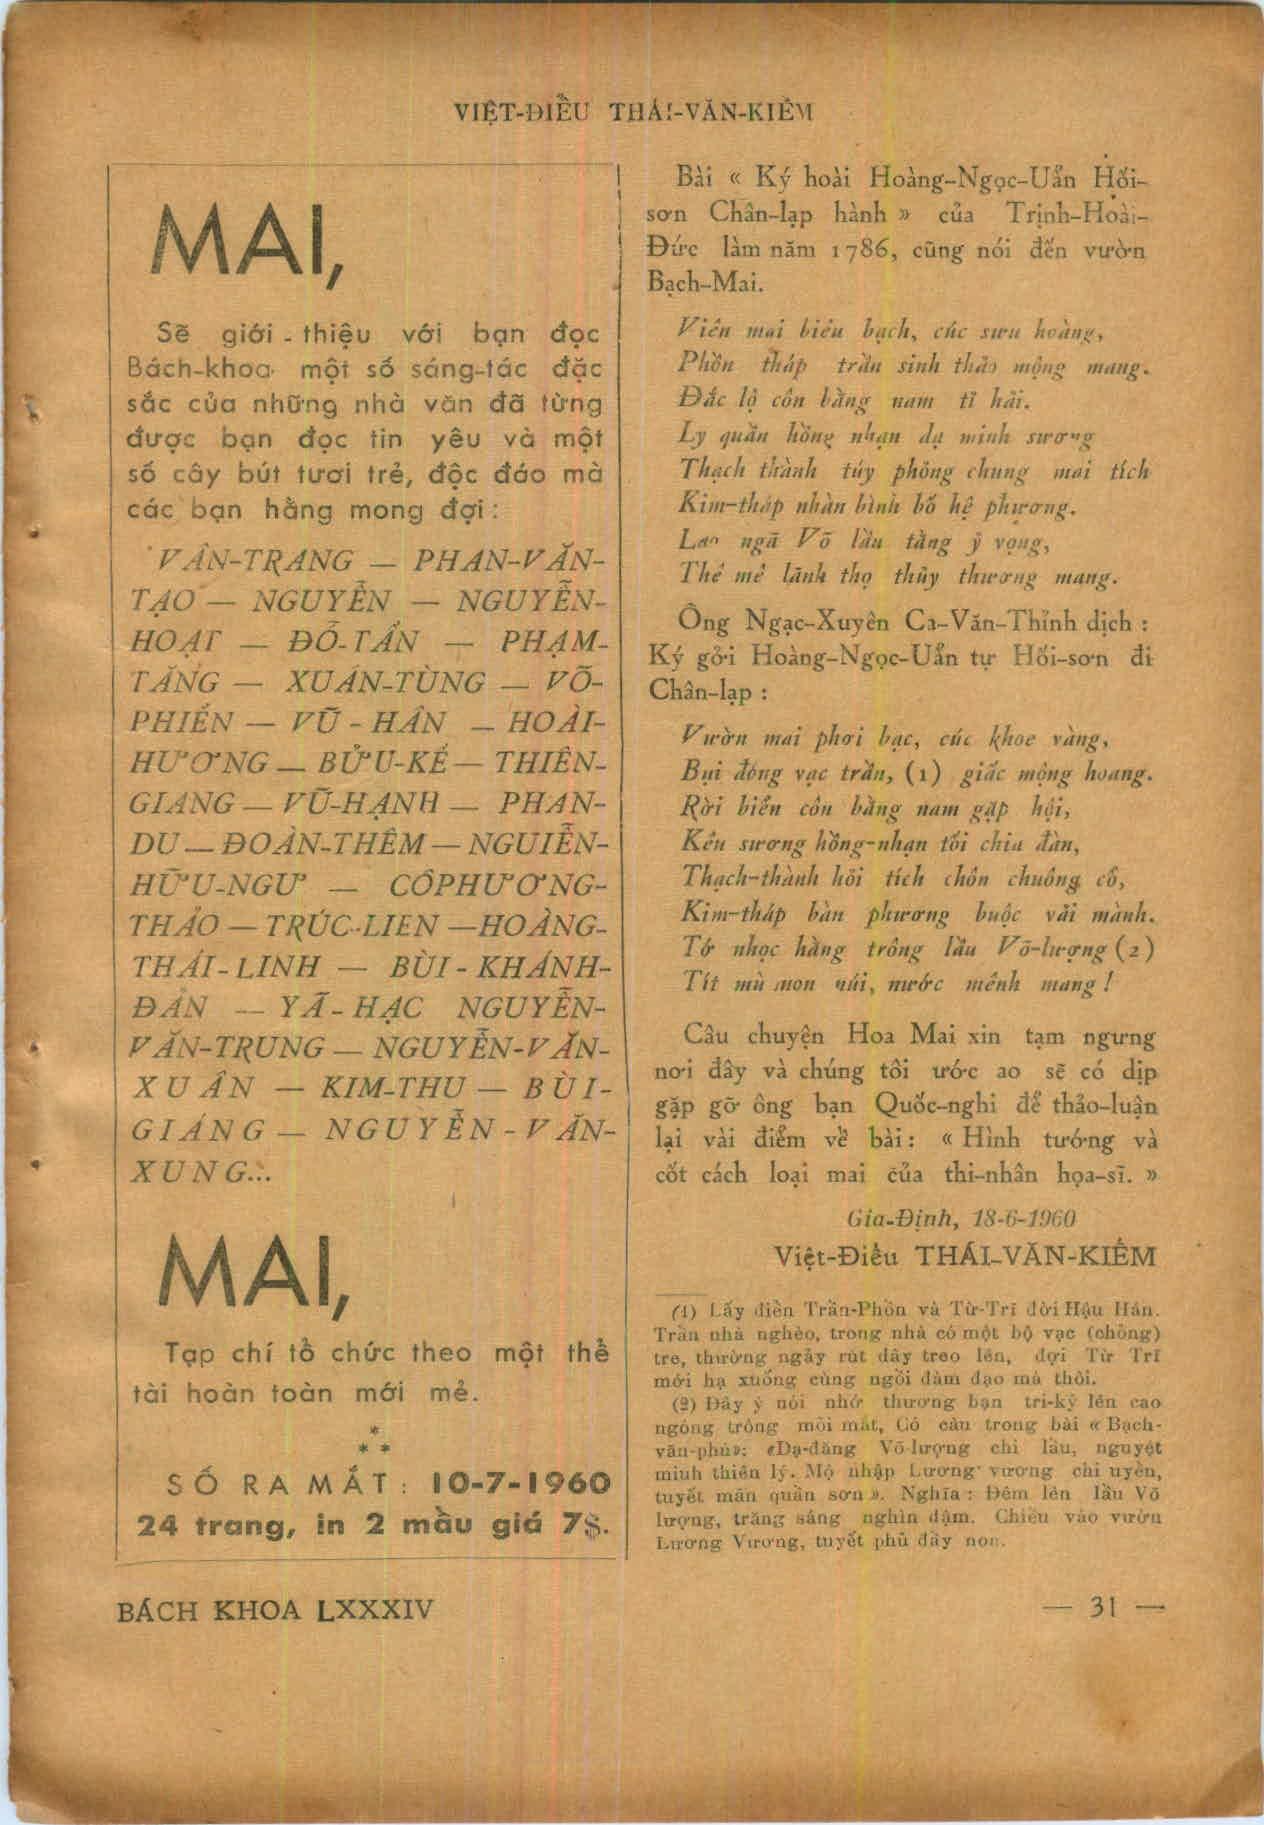 VIỆT-ĐIỀU THÁI-VĂN-KIỂM
MAI,
Sẽ giới-thiệu với bạn đọc
Bách-khoa một số sáng-tác đặc
sắc của những nhà văn đã từng
được bạn đọc tin yêu và một
số cây bút tươi trẻ, độc đáo mà
các bạn hằng mong đợi :
VÂN-TRANG — PHAN-VĂN-
TẠO — NGUYỄN — NGUYỄN-
HOẠT — ĐỖ-TẤN — PHẠM-
TĂNG — XUÂN-TÙNG — VÕ-
PHIẾN — VŨ-HÂN — HOÀI-
HƯƠNG — BỬU-KẾ — THIÊN-
GIANG — VŨ-HẠNH — PHAN-
DU — ĐOÀN-THÊM — NGUIỄN-
HỮU-NGƯ — CÔPHƯƠNG-
THẢO — TRÚC-LIÊN — HOÀNG-
THÁI-LINH — BÙI-KHÁNH-
ĐẢN — YÃ-HẠC NGUYỄN-
VĂN-TRUNG — NGUYỄN-VĂN-
XUÂN — KIM-THU — BÙI-
GIÁNG — NGUYỄN-VĂN-
XUNG...
MAI,
Tạp chí tổ chức theo một thể
tài hoàn toàn mới mẻ.
*
* *
SỐ RA MẮT : 10-7-1960
24 trang, in 2 mầu giá 7$.
Bài « Ký hoài Hoàng-Ngọc-Uẩn Hối-
sơn Chân-lạp hành » của Trịnh-Hoài-
Đức làm năm 1786, cũng nói đến vườn
Bạch-Mai.
Viên mai biêu bạch, cúc sưu hoàng,
Phồn tháp trần sinh thảo mộng mang.
Đắc lộ côn bằng nam tĩ hải.
Ly quần hồng nhạn dạ minh sương
Thạch thành túy phỏng chung mai tích
Kim-tháp nhàn bình bố hệ phương.
Lao ngã Võ lâu tằng ỷ vọng,
Thê mê lãnh thọ thủy thương mang.
Ông Ngạc-Xuyên Ca-Văn-Thỉnh dịch :
Ký gởi Hoàng-Ngọc-Uẩn tự Hối-sơn đi
Chân-lạp :
Vườn mai phơi bạc, cúc khoe vàng,
Bụi đóng vạc trần, (1) giấc mộng hoang.
Rời biển côn bằng nam gặp hội,
Kêu sương hồng-nhạn tối chia đàn,
Thạch-thành hỏi tích chôn chuông cổ,
Kim-tháp bàn phương buộc vải mành.
Tớ nhọc hằng trông lầu Võ-lượng (2)
Tít mù non núi, nước mênh mang !
Câu chuyện Hoa Mai xin tạm ngưng
nơi đây và chúng tôi ước ao sẽ có dịp
gặp gỡ ông bạn Quốc-nghi để thảo-luận
lại vài điểm về bài : « Hình tướng và
cốt cách loại mai của thi-nhân họa-sĩ. »
Gia-Định, 18-6-1960
Việt-Điểu THÁI-VĂN-KIỂM
(1) Lấy điển Trần-Phồn và Từ-Trĩ đời Hậu Hán.
Trần nhà nghèo, trong nhà có một bộ vạc (chõng)
tre, thường ngày rút dây treo lên, đợi Từ Trĩ
mới hạ xuống cùng ngồi đàm đạo mà thôi.
(2) Đây ý nói nhớ thương bạn tri-kỷ lên cao
ngóng trông mòi mắt, Có câu trong bài « Bạch-
vân-phú»: «Dạ-đăng Võ-lượng chi lâu, nguyệt
minh thiên lý. Mộ nhập Lương vương chi uyển,
tuyết mãn quần sơn ». Nghĩa : Đêm lên lầu Võ
lượng, trăng sáng nghìn dặm. Chiều vào vườn
Lương Vương, tuyết phủ đầy non.
BÁCH KHOA LXXXIV
— 31 —